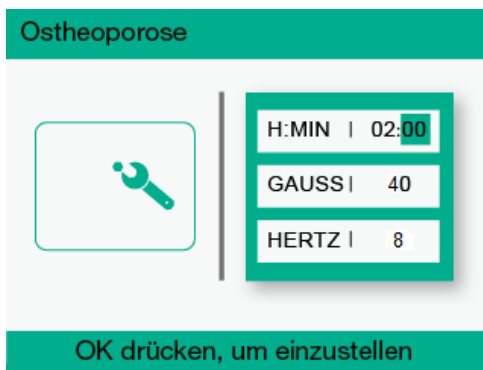 Ostheoporose
H:MIN | 02:00
GAUSS | 40
HERTZ | 8
OK drücken, um einzustellen